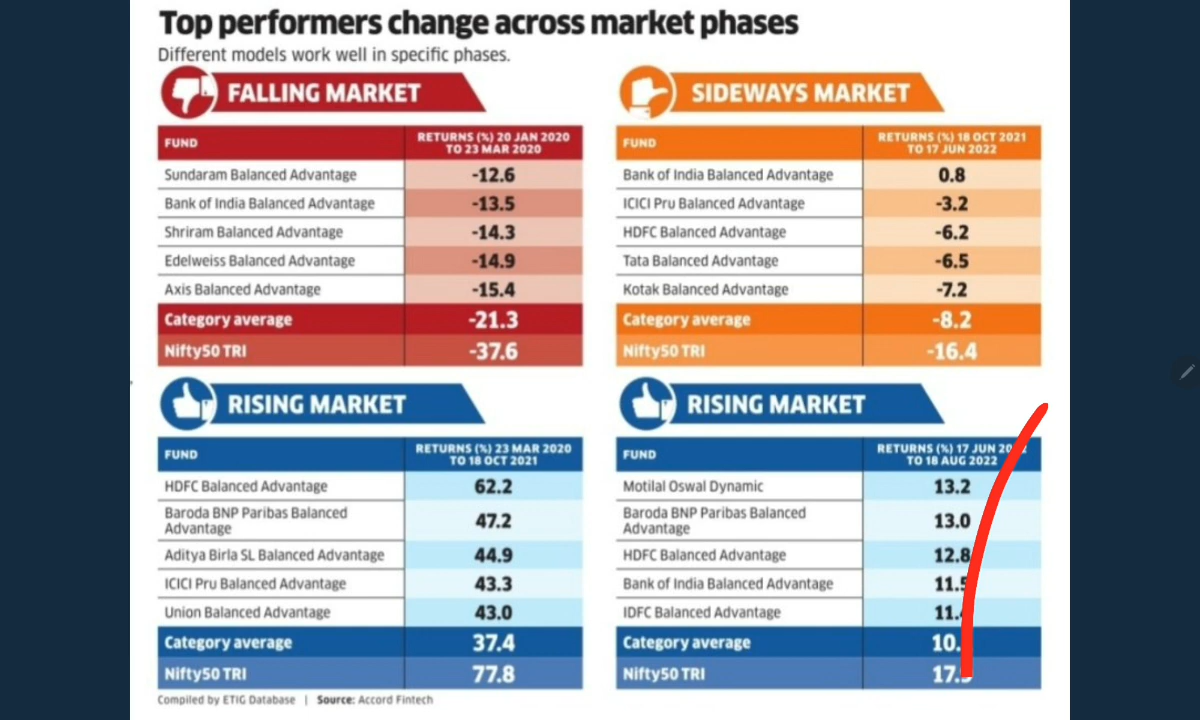 Top performers change across market phases
Different models work well in specific phases.
FALLING MARKET
FUND RETURNS (%) 20 JAN 2020
TO 23 MAR 2020
Sundaram Balanced Advantage -12.6
Bank of India Balanced Advantage -13.5
Shriram Balanced Advantage -14.3
Edelweiss Balanced Advantage -14.9
Axis Balanced Advantage -15.4
Category average -21.3
Nifty50 TRI -37.6
SIDEWAYS MARKET
FUND RETURNS (%) 18 OCT 2021
TO 17 JUN 2022
Bank of India Balanced Advantage 0.8
ICICI Pru Balanced Advantage -3.2
HDFC Balanced Advantage -6.2
Tata Balanced Advantage -6.5
Kotak Balanced Advantage -7.2
Category average -8.2
Nifty50 TRI -16.4
RISING MARKET
FUND RETURNS (%) 23 MAR 2020
TO 18 OCT 2021
HDFC Balanced Advantage 62.2
Baroda BNP Paribas Balanced
Advantage 47.2
Aditya Birla SL Balanced Advantage 44.9
ICICI Pru Balanced Advantage 43.3
Union Balanced Advantage 43.0
Category average 37.4
Nifty50 TRI 77.8
RISING MARKET
FUND RETURNS (%) 17 JUN
TO 18 AUG 2022
Motilal Oswal Dynamic 13.2
Baroda BNP Paribas Balanced
Advantage 13.0
HDFC Balanced Advantage 12.8
Bank of India Balanced Advantage
IDFC Balanced Advantage
Category average
Nifty50 TRI
Compiled by ETIG Database | Source: Accord Fintech